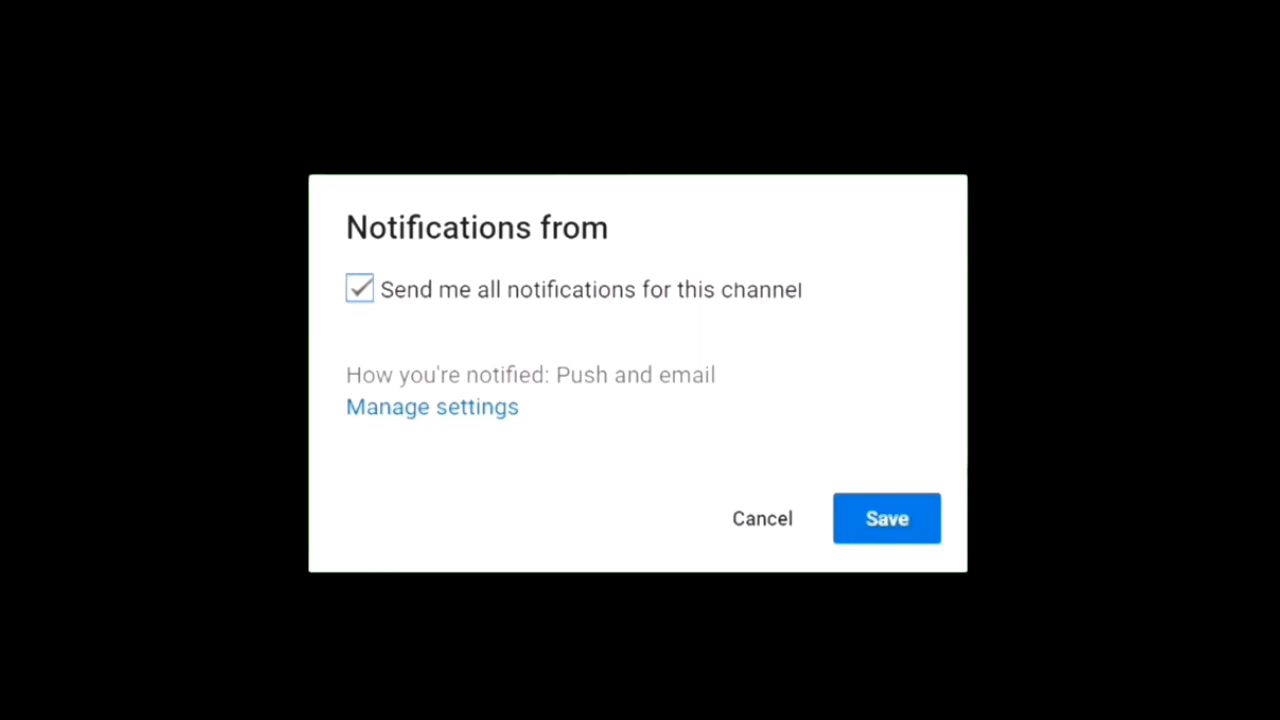 Notifications from
Send me all notifications for this channel
How you're notified: Push and email
Manage settings
Cancel Save